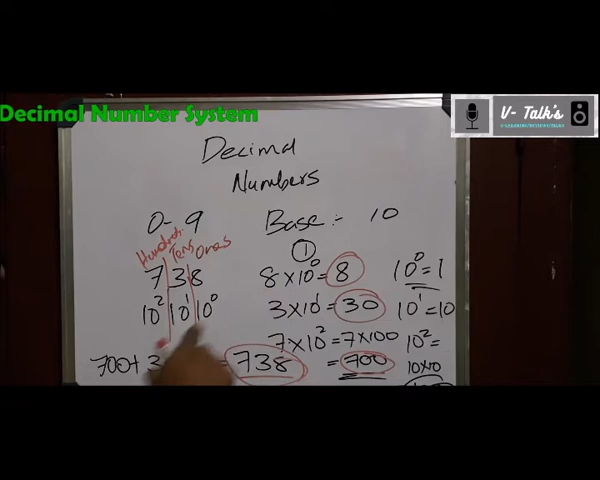 Decimal Number System
V- Talk's
Decimal
Numbers
0-9 Base:- 10
Hundreds Tens Ones
1
7 3 8 8×10⁰= 8 10⁰=1
10² 10¹ 10⁰ 3×10¹= 30 10¹=10
7×10²=7×100 10²=
700+3 =738 =700 10×10